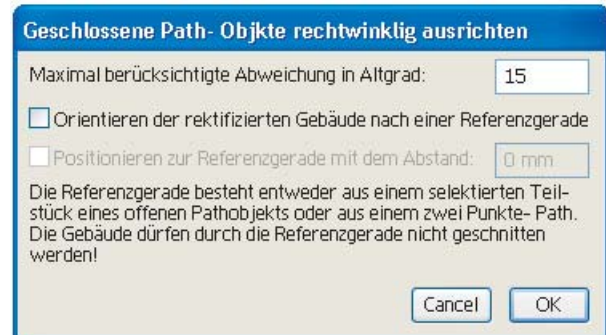 Geschlossene Path- Objkte rechtwinklig ausrichten
Maximal berücksichtigte Abweichung in Altgrad: 15
Orientieren der rektifizierten Gebäude nach einer Referenzgerade
Positionieren zur Referenzgerade mit dem Abstand: 0 mm
Die Referenzgerade besteht entweder aus einem selektierten Teil-
stück eines offenen Pathobjekts oder aus einem zwei Punkte- Path.
Die Gebäude dürfen durch die Referenzgerade nicht geschnitten
werden!
Cancel OK